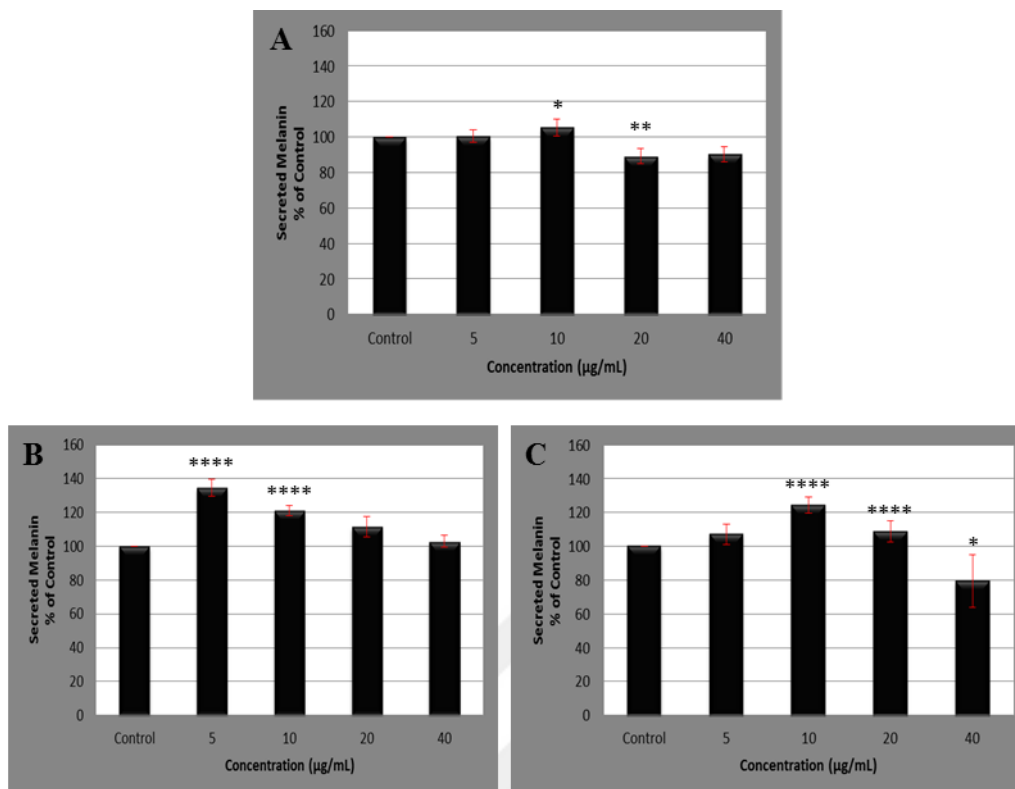 A
160
140
120
100
80
60
40
20
0
Secreted Melanin
% of Control
*
**
Control 5 10 20 40
Concentration (µg/mL)
B
160
140
120
100
80
60
40
20
0
Secreted Melanin
% of Control
****
****
Control 5 10 20 40
Concentration (µg/mL)
C
160
140
120
100
80
60
40
20
0
Secreted Melanin
% of Control
****
****
*
Control 5 10 20 40
Concentration (µg/mL)